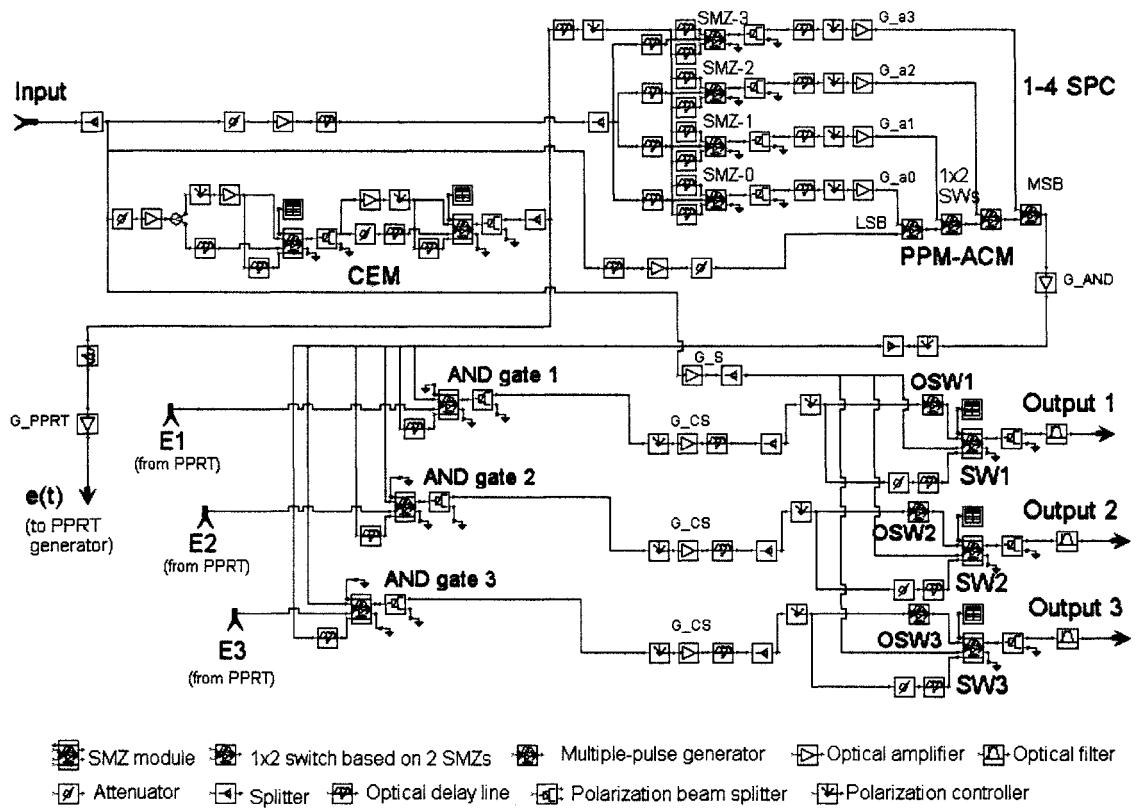 SMZ-3
G_a3
Input
SMZ-2
G_a2
1-4 SPC
SMZ-1
G_a1
SMZ-0
G_a0
1x2
SWs
MSB
LSB
CEM
PPM-ACM
G_AND
G_S
AND gate 1
OSW1
Output 1
G_PPRT
E1
(from PPRT)
G_CS
SW1
e(t)
(to PPRT
generator)
AND gate 2
E2
(from PPRT)
G_CS
OSW2
Output 2
SW2
AND gate 3
E3
(from PPRT)
G_CS
OSW3
Output 3
SW3
SMZ module
1x2 switch based on 2 SMZs
Multiple-pulse generator
Optical amplifier
Optical filter
Attenuator
Splitter
Optical delay line
Polarization beam splitter
Polarization controller